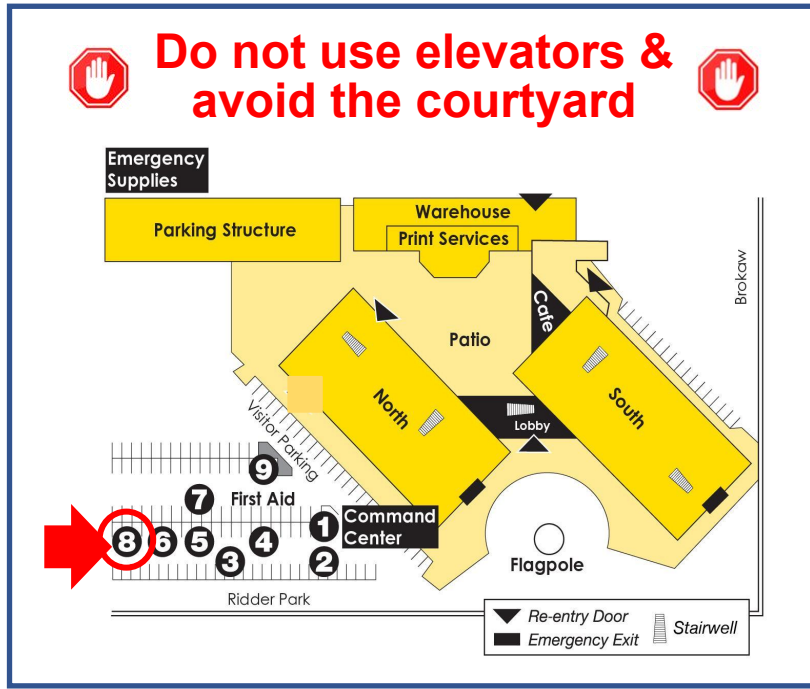 Do not use elevators &
avoid the courtyard
Emergency
Supplies
Parking Structure
Warehouse
Print Services
Brokaw
Cafe
Patio
North
South
Lobby
Visitor Parking
9
7
First Aid
8
6
5
4
1
Command
Center
3
2
Flagpole
Ridder Park
Re-entry Door
Emergency Exit
Stairwell